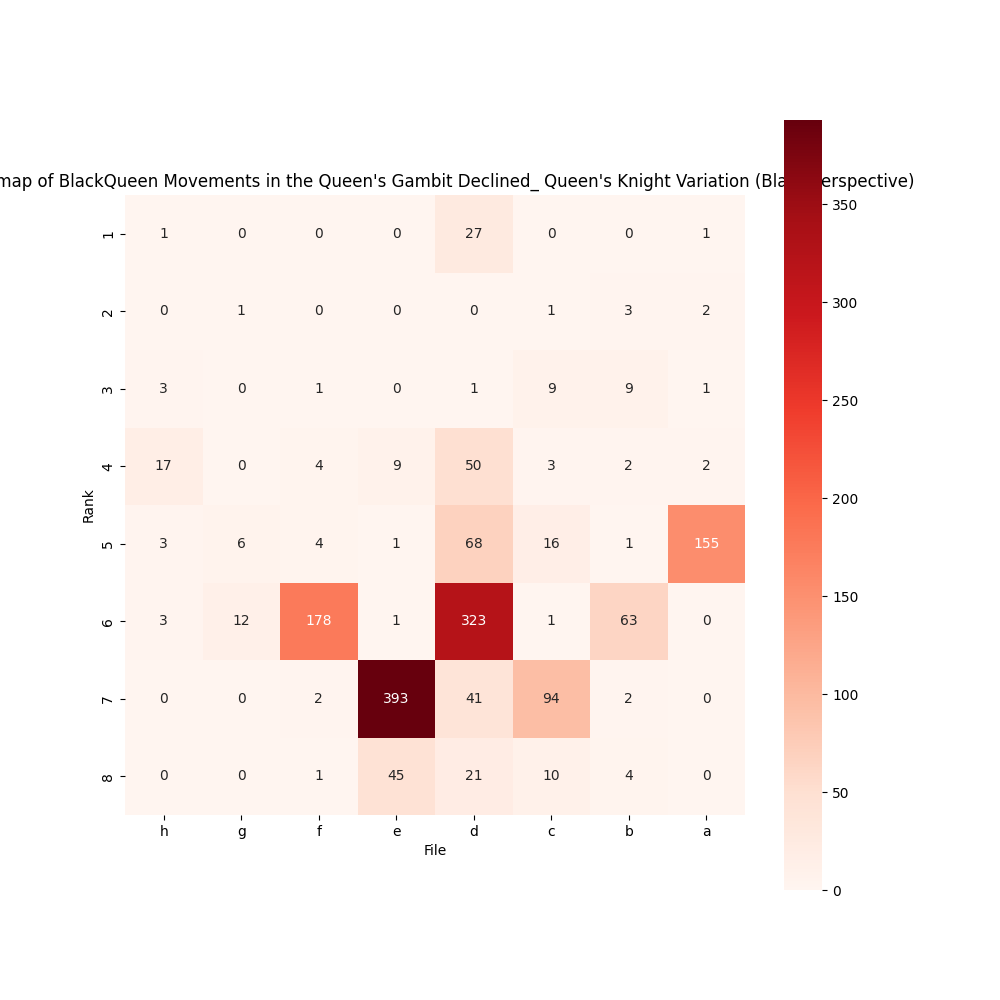 map of BlackQueen Movements in the Queen's Gambit Declined_ Queen's Knight Variation (Bla erspective)
1 1 0 0 0 27 0 0 1
2 0 1 0 0 0 1 3 2
3 3 0 1 0 1 9 9 1
4 17 0 4 9 50 3 2 2
5 3 6 4 1 68 16 1 155
6 3 12 178 1 323 1 63 0
7 0 0 2 393 41 94 2 0
8 0 0 1 45 21 10 4 0
h g f e d c b a
File
Rank
350
300
250
200
150
100
50
0